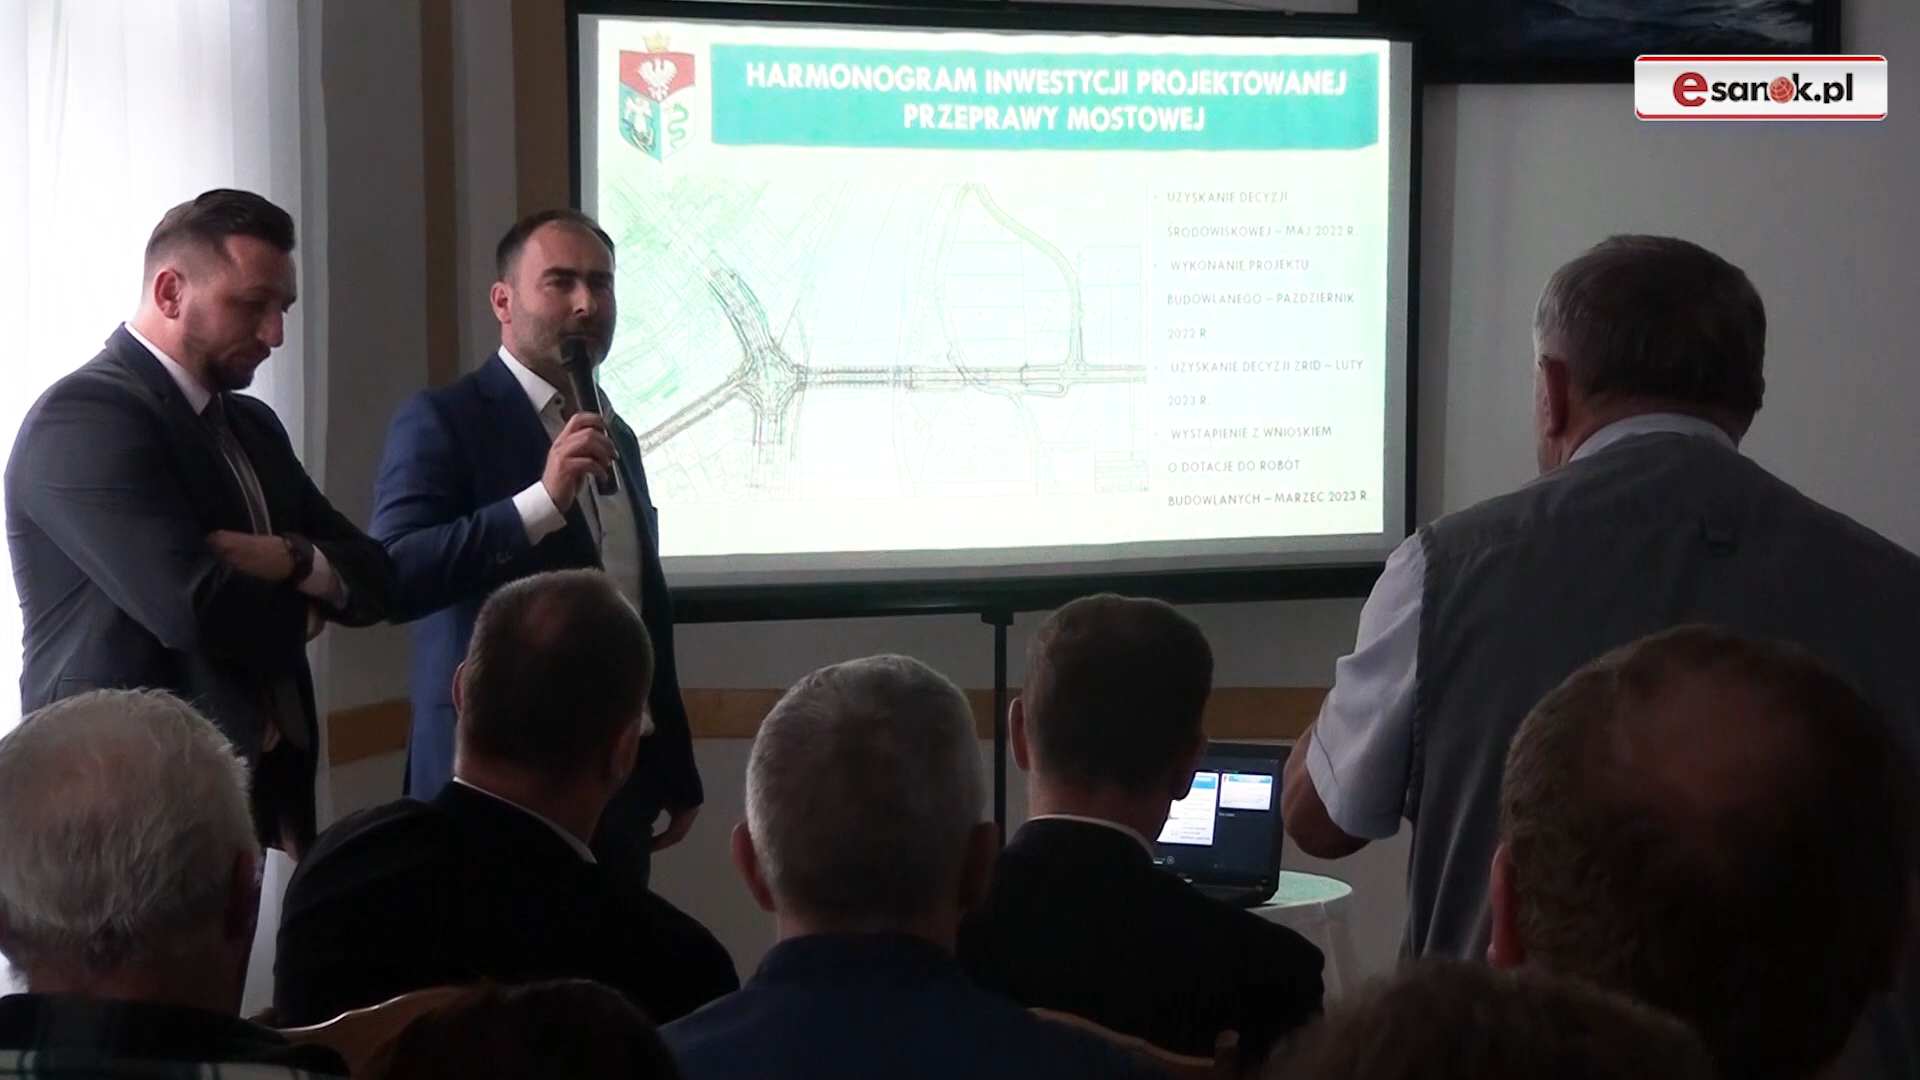 esanok.pl
HARMONOGRAM INWESTYCJI PROJEKTOWANEJ
PRZEPRAWY MOSTOWEJ
• UZYSKANIE DECYZJI
ŚRODOWISKOWEJ – MAJ 2022 R.
• WYKONANIE PROJEKTU
BUDOWLANEGO – PAŹDZIERNIK
2022 R.
• UZYSKANIE DECYZJI ZRID – LUTY
2023 R.
• WYSTĄPIENIE Z WNIOSKIEM
O DOTACJE DO ROBÓT
BUDOWLANYCH – MARZEC 2023 R.